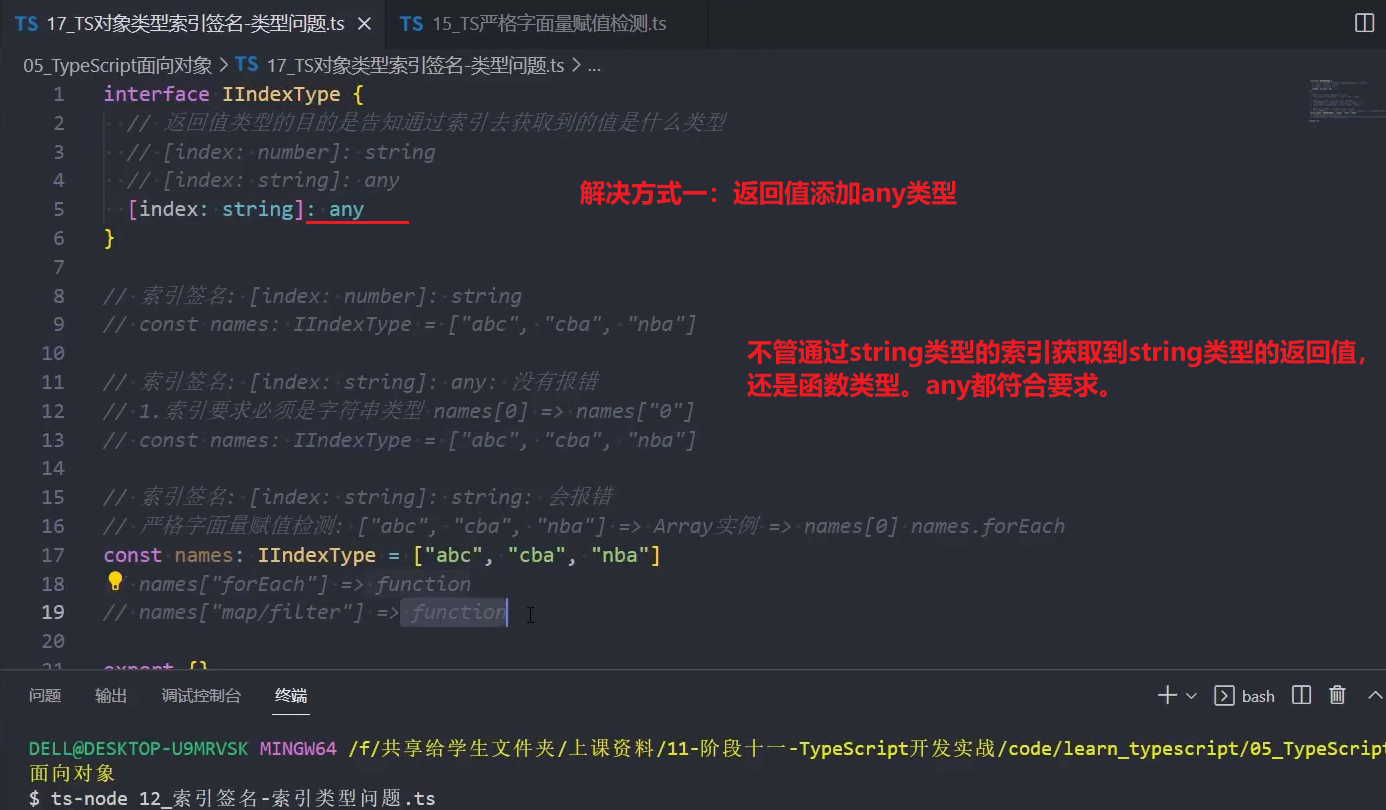 TS 17_TS对象类型索引签名-类型问题.ts × TS 15_TS严格字面量赋值检测.ts
05_TypeScript面向对象 > TS 17_TS对象类型索引签名-类型问题.ts > ...
1 interface IIndexType {
2 // 返回值类型的目的是告知通过索引去获取到的值是什么类型
3 // [index: number]: string
4 // [index: string]: any
解决方式一：返回值添加any类型
5 [index: string]: any
6 }
7
8 // 索引签名: [index: number]: string
9 // const names: IIndexType = ["abc", "cba", "nba"]
10
不管通过string类型的索引获取到string类型的返回值，
还是函数类型。any都符合要求。
11 // 索引签名: [index: string]: any: 没有报错
12 // 1.索引要求必须是字符串类型 names[0] => names["0"]
13 // const names: IIndexType = ["abc", "cba", "nba"]
14
15 // 索引签名: [index: string]: string: 会报错
16 // 严格字面量赋值检测: ["abc", "cba", "nba"] => Array实例 => names[0] names.forEach
17 const names: IIndexType = ["abc", "cba", "nba"]
18 names["forEach"] => function
19 // names["map/filter"] => function
20
21 export {}
问题 输出 调试控制台 终端 bash
DELL@DESKTOP-U9MRVSK MINGW64 /f/共享给学生文件夹/上课资料/11-阶段十一-TypeScript开发实战/code/learn_typescript/05_TypeScript
面向对象
$ ts-node 12_索引签名-索引类型问题.ts